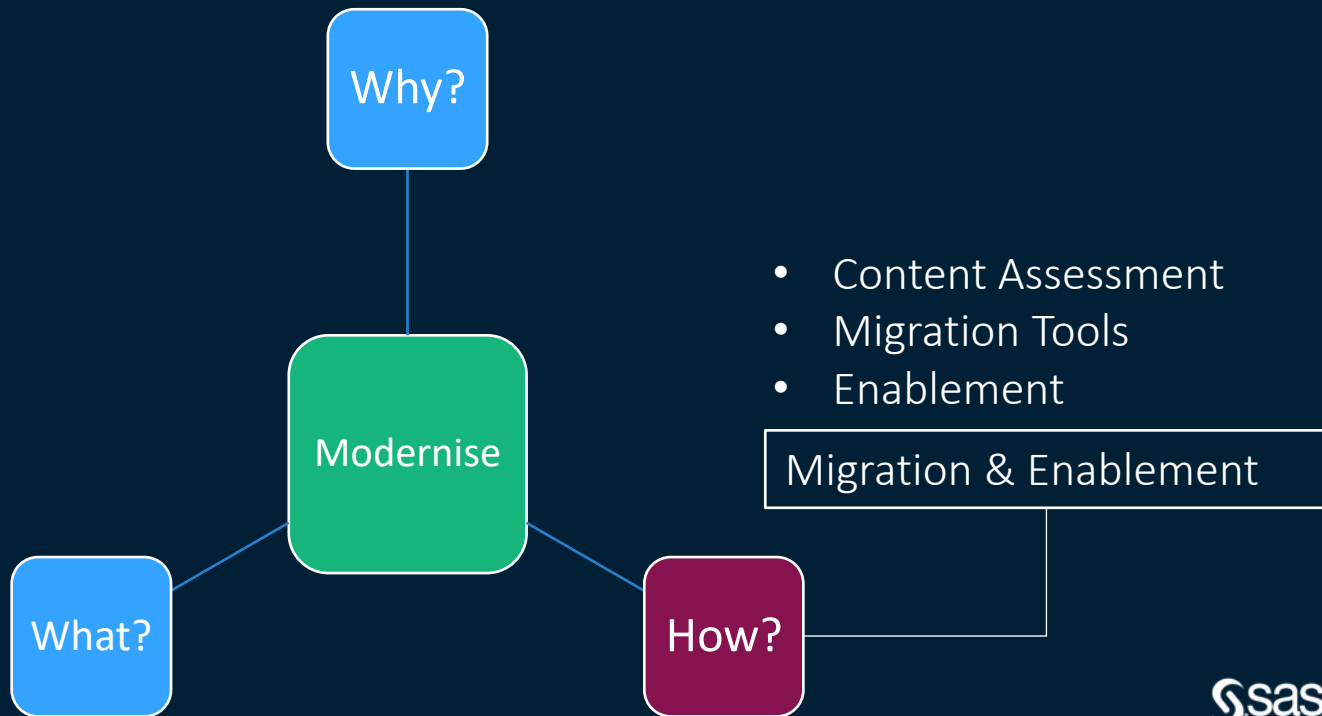 Why?
• Content Assessment
• Migration Tools
• Enablement
Modernise
Migration & Enablement
What?
How?
sas